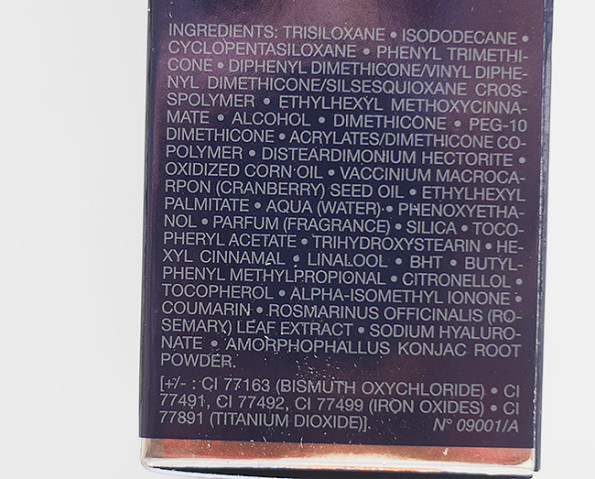 INGREDIENTS: TRISILOXANE • ISODODECANE •
CYCLOPENTASILOXANE • PHENYL TRIMETHI-
CONE • DIPHENYL DIMETHICONE/VINYL DIPHE-
NYL DIMETHICONE/SILSESQUIOXANE CROS-
SPOLYMER • ETHYLHEXYL METHOXYCINNA-
MATE • ALCOHOL • DIMETHICONE • PEG-10
DIMETHICONE • ACRYLATES/DIMETHICONE CO-
POLYMER • DISTEARDIMONIUM HECTORITE •
OXIDIZED CORN OIL • VACCINIUM MACROCA-
RPON (CRANBERRY) SEED OIL • ETHYLHEXYL
PALMITATE • AQUA (WATER) • PHENOXYETHA-
NOL • PARFUM (FRAGRANCE) • SILICA • TOCO-
PHERYL ACETATE • TRIHYDROXYSTEARIN • HE-
XYL CINNAMAL • LINALOOL • BHT • BUTYL-
PHENYL METHYLPROPIONAL • CITRONELLOL •
TOCOPHEROL • ALPHA-ISOMETHYL IONONE •
COUMARIN • ROSMARINUS OFFICINALIS (RO-
SEMARY) LEAF EXTRACT • SODIUM HYALURO-
NATE • AMORPHOPHALLUS KONJAC ROOT
POWDER.
[+/- : CI 77163 (BISMUTH OXYCHLORIDE) • CI
77491, CI 77492, CI 77499 (IRON OXIDES) • CI
77891 (TITANIUM DIOXIDE)]. N° 09001/A